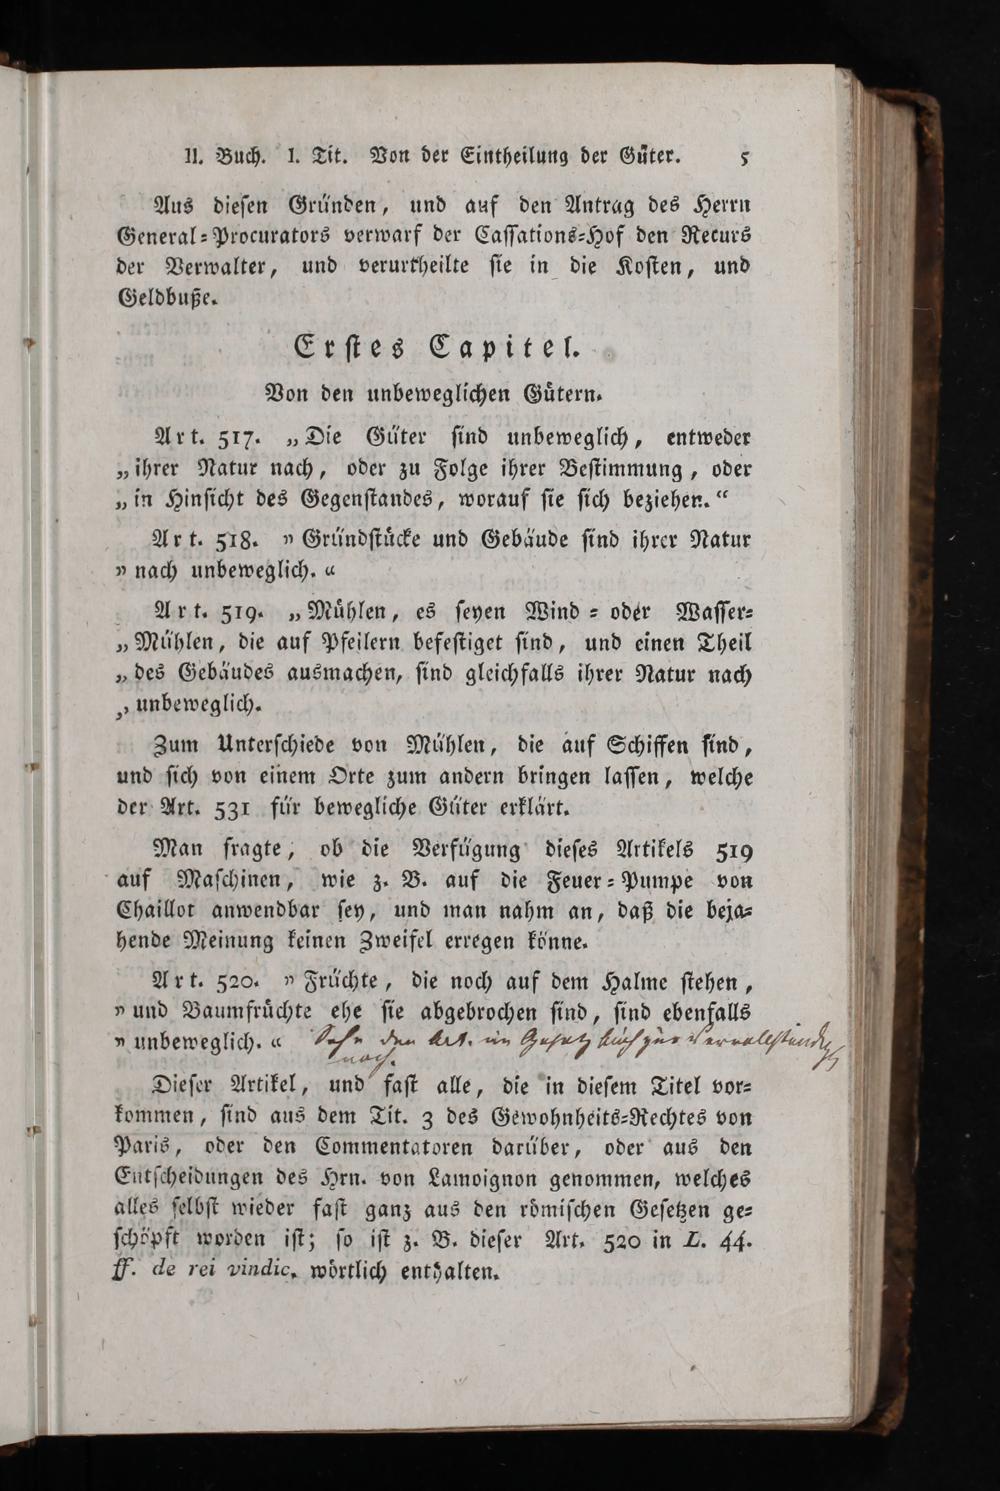 II. Buch. I. Tit. Von der Eintheilung der Güter. 5
Aus diesen Gründen, und auf den Antrag des Herrn
General-Procurators verwarf der Cassations-Hof den Recurs
der Verwalter, und verurtheilte sie in die Kosten, und
Geldbuße.
Erstes Capitel.
Von den unbeweglichen Gütern.
Art. 517. „Die Güter sind unbeweglich, entweder
„ihrer Natur nach, oder zu Folge ihrer Bestimmung, oder
„in Hinsicht des Gegenstandes, worauf sie sich beziehen.“
Art. 518. » Gründstücke und Gebäude sind ihrer Natur
» nach unbeweglich. «
Art. 519. „Mühlen, es seyen Wind- oder Wasser-
„Mühlen, die auf Pfeilern befestiget sind, und einen Theil
„des Gebäudes ausmachen, sind gleichfalls ihrer Natur nach
„unbeweglich.
Zum Unterschiede von Mühlen, die auf Schiffen sind,
und sich von einem Orte zum andern bringen lassen, welche
der Art. 531 für bewegliche Güter erklärt.
Man fragte, ob die Verfügung dieses Artikels 519
auf Maschinen, wie z. B. auf die Feuer-Pumpe von
Chaillot anwendbar sey, und man nahm an, daß die beja-
hende Meinung keinen Zweifel erregen könne.
Art. 520. » Früchte, die noch auf dem Halme stehen,
» und Baumfrüchte ehe sie abgebrochen sind, sind ebenfalls
» unbeweglich. « den Art. im Gesetzbuch zur
nach.
Dieser Artikel, und fast alle, die in diesem Titel vor-
kommen, sind aus dem Tit. 3 des Gewohnheits-Rechtes von
Paris, oder den Commentatoren darüber, oder aus den
Entscheidungen des Hrn. von Lamoignon genommen, welches
alles selbst wieder fast ganz aus den römischen Gesetzen ge-
schöpft worden ist; so ist z. B. dieser Art. 520 in L. 44.
ff. de rei vindic. wörtlich enthalten.